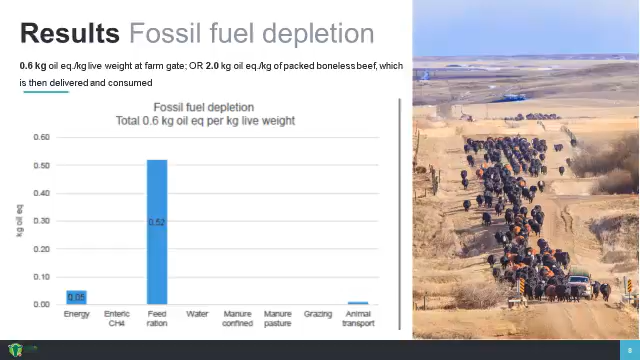 Results Fossil fuel depletion
0.6 kg oil eq./kg live weight at farm gate; OR 2.0 kg oil eq./kg of packed boneless beef, which
is then delivered and consumed
Fossil fuel depletion
Total 0.6 kg oil eq per kg live weight
kg oil eq
0.60
0.50
0.40
0.30
0.20
0.10
0.00
0.05
0.52
Energy
Enteric
CH4
Feed
ration
Water
Manure
confined
Manure
pasture
Grazing
Animal
transport